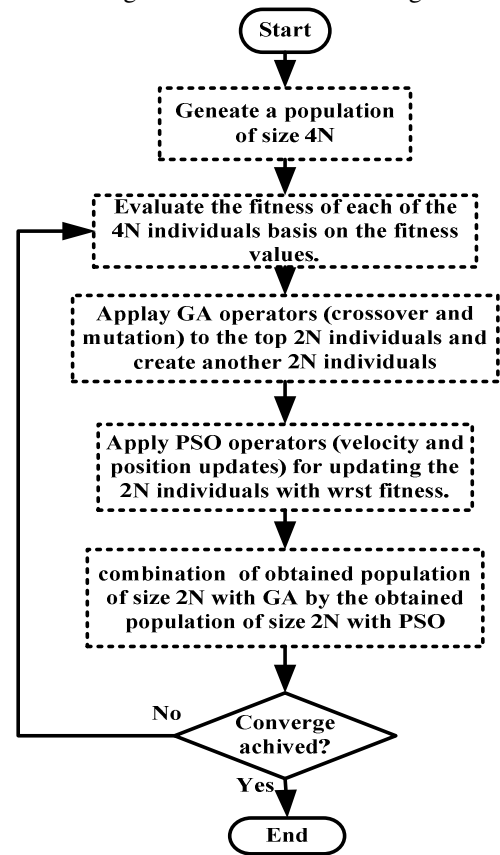 Start
Geneate a population
of size 4N
Evaluate the fitness of each of the
4N individuals basis on the fitness
values.
Applay GA operators (crossover and
mutation) to the top 2N individuals and
create another 2N individuals
Apply PSO operators (velocity and
position updates) for updating the
2N individuals with wrst fitness.
combination of obtained population
of size 2N with GA by the obtained
population of size 2N with PSO
No
Converge
achived?
Yes
End